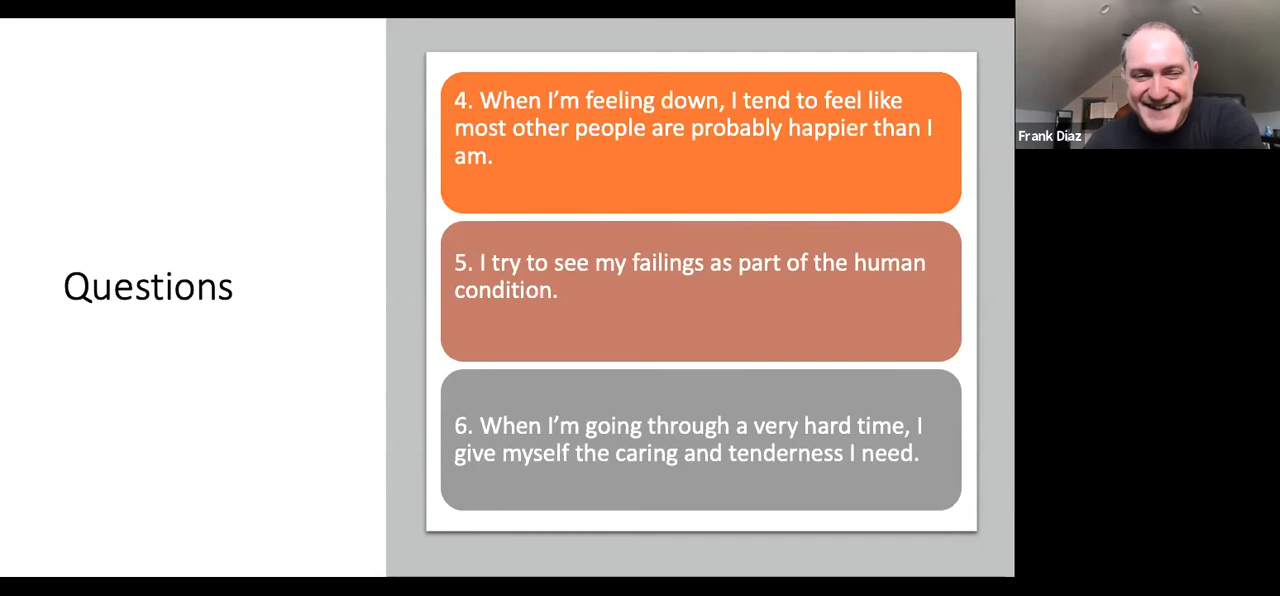 Questions
4. When I’m feeling down, I tend to feel like
most other people are probably happier than I
am.
5. I try to see my failings as part of the human
condition.
6. When I’m going through a very hard time, I
give myself the caring and tenderness I need.
Frank Diaz